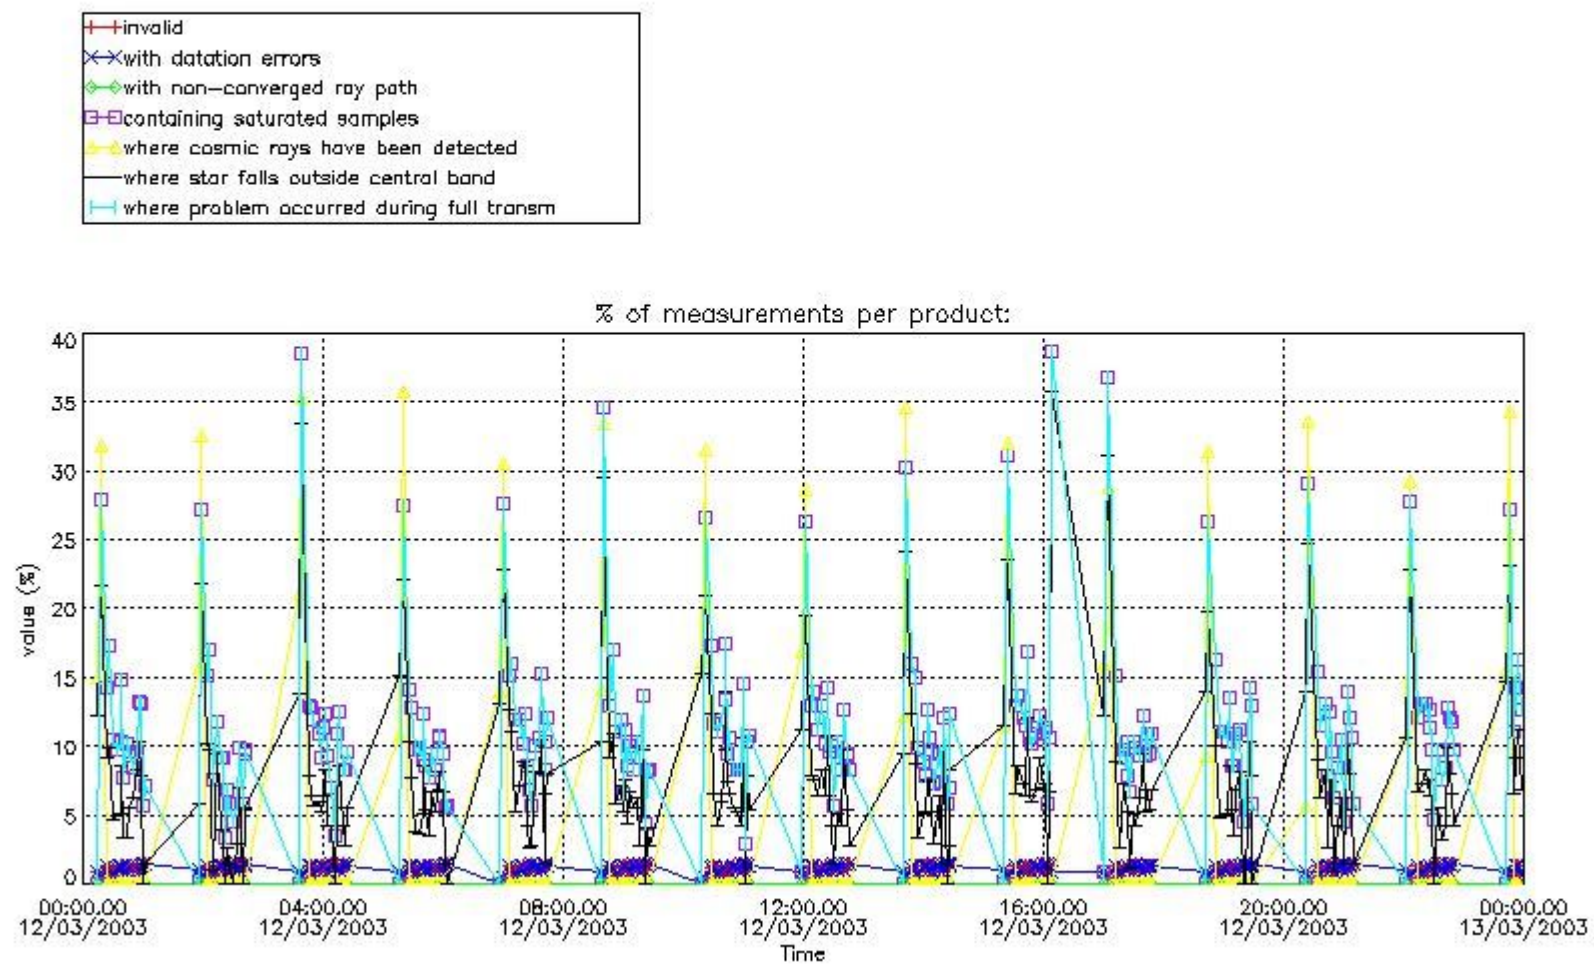 invalid
with datation errors
with non-converged ray path
containing saturated samples
where cosmic rays have been detected
where star falls outside central band
where problem occurred during full transm
% of measurements per product:
40
35
30
25
20
15
10
5
0
value (%)
00:00:00 04:00:00 08:00:00 12:00:00 16:00:00 20:00:00 00:00:00
12/03/2003 12/03/2003 12/03/2003 12/03/2003 12/03/2003 12/03/2003 13/03/2003
Time